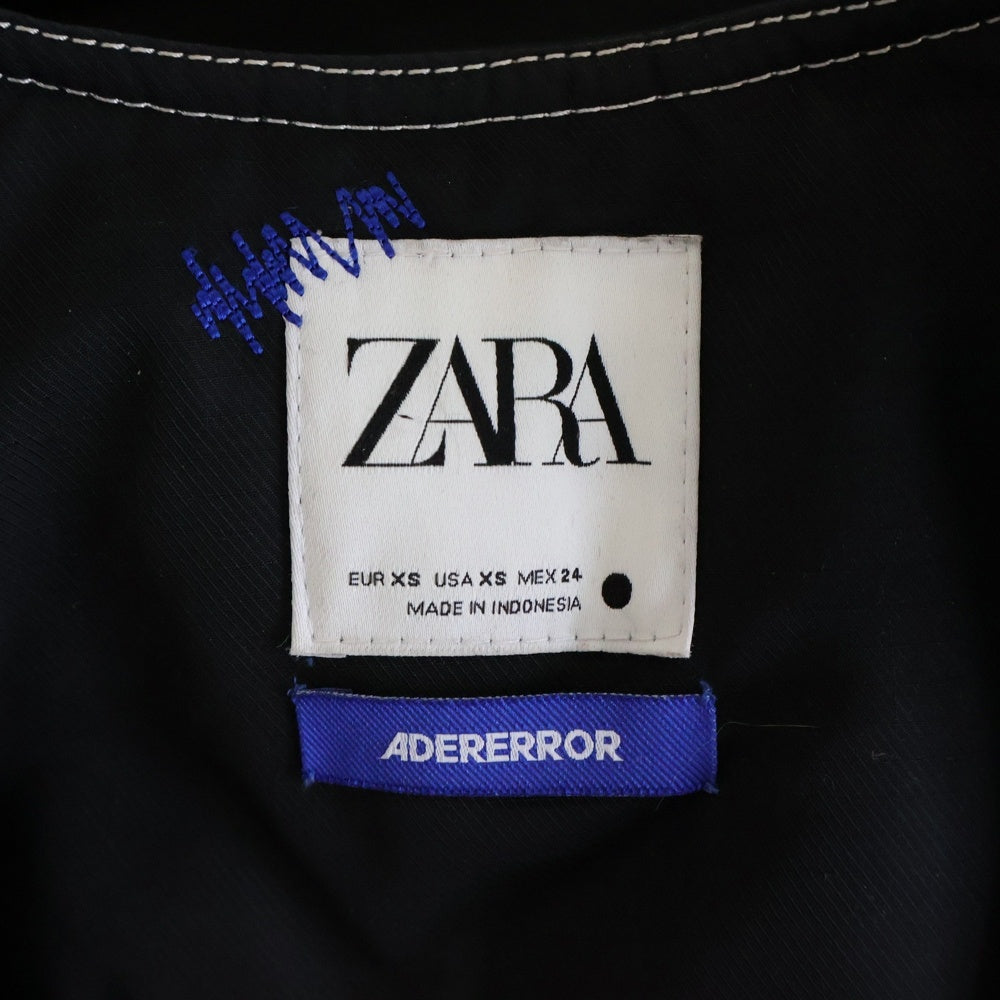 ZARA
EUR XS USA XS MEX 24
MADE IN INDONESIA
ADERERROR